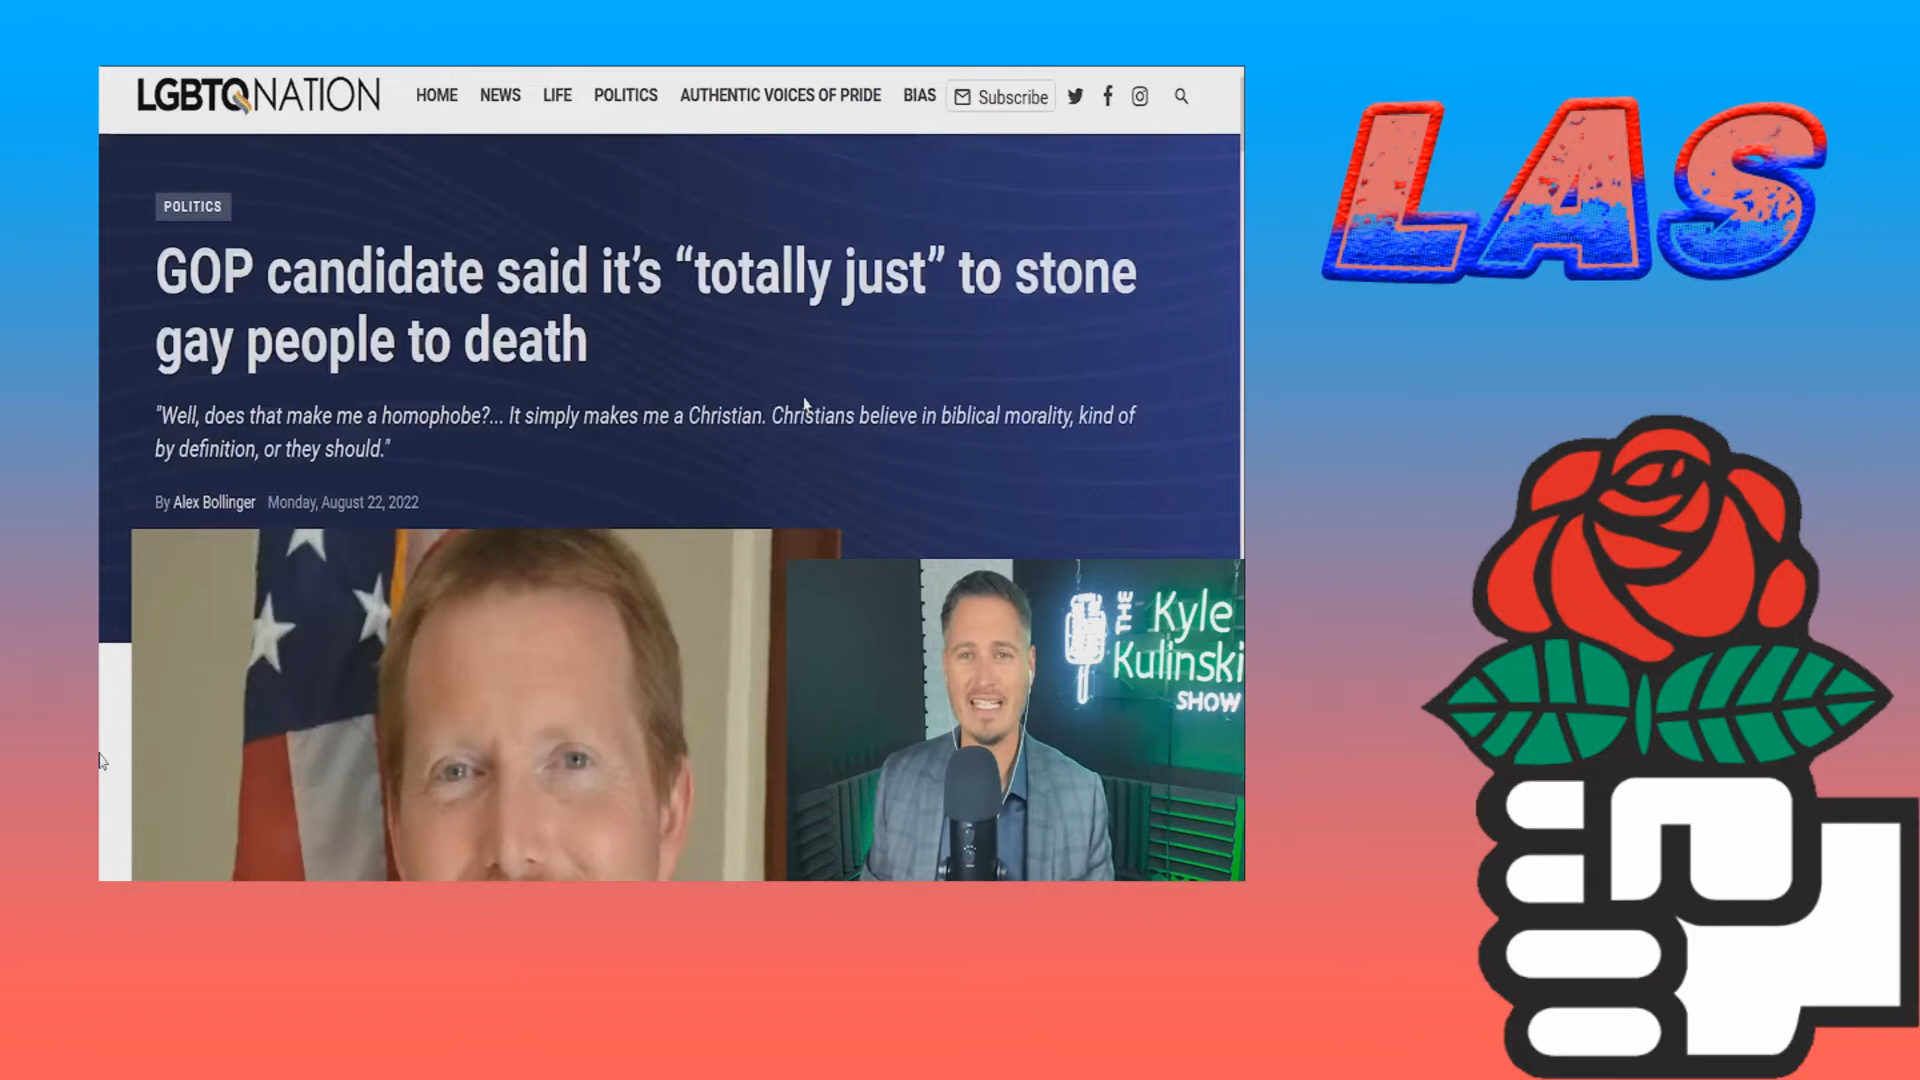 LGBTQNATION
HOME NEWS LIFE POLITICS AUTHENTIC VOICES OF PRIDE BIAS Subscribe
POLITICS
GOP candidate said it’s “totally just” to stone
gay people to death
"Well, does that make me a homophobe?... It simply makes me a Christian. Christians believe in biblical morality, kind of
by definition, or they should."
By Alex Bollinger Monday, August 22, 2022
THE Kyle
Kulinski
SHOW
LAS